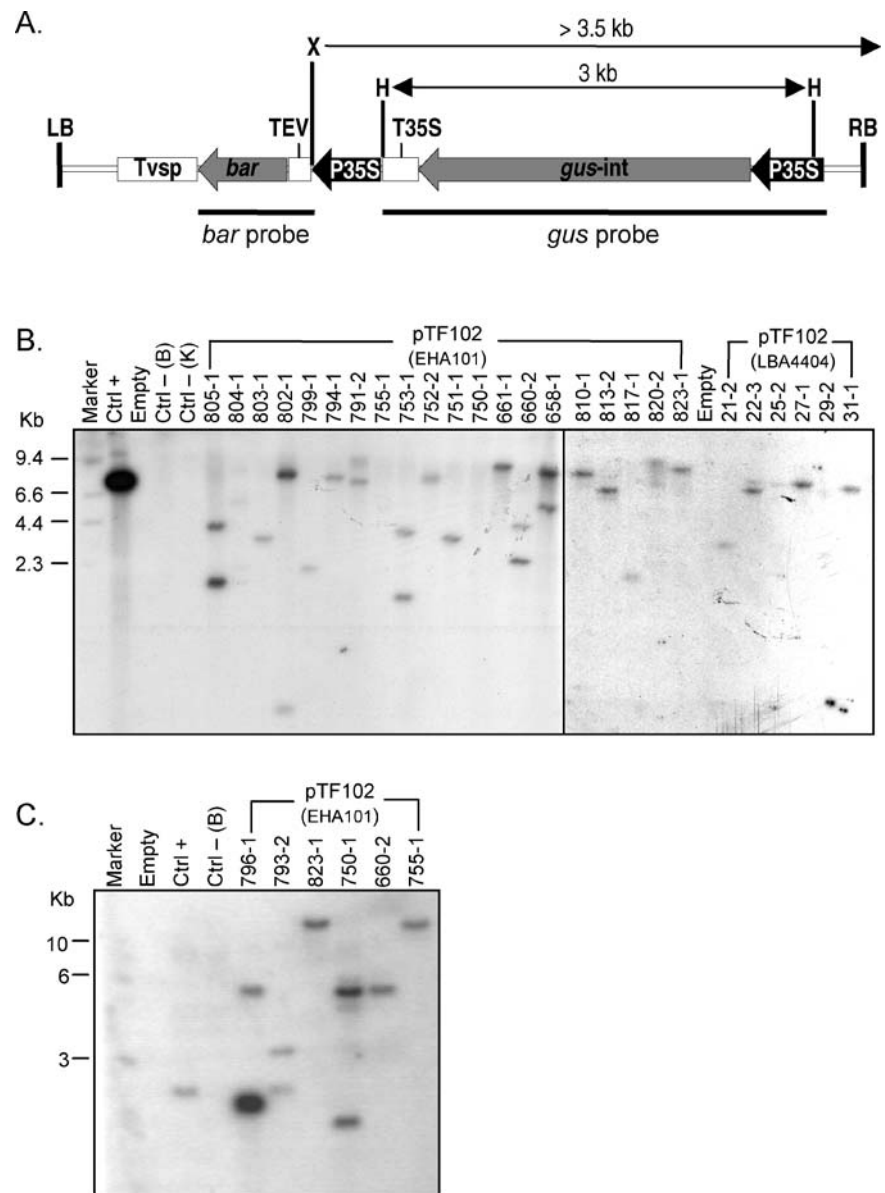 A.
X
> 3.5 kb
H
3 kb
H
LB
TEV
T35S
RB
Tvsp
bar
P35S
gus-int
P35S
bar probe
gus probe
B.
pTF102
(EHA101)
pTF102
(LBA4404)
Marker
Ctrl +
Empty
Ctrl – (B)
Ctrl – (K)
805-1
804-1
803-1
802-1
799-1
794-1
791-2
755-1
753-1
752-2
751-1
750-1
661-1
660-2
658-1
810-1
813-2
817-1
820-2
823-1
Empty
21-2
22-3
25-2
27-1
29-2
31-1
Kb
9.4
6.6
4.4
2.3
C.
pTF102
(EHA101)
Marker
Empty
Ctrl +
Ctrl – (B)
796-1
793-2
823-1
750-1
660-2
755-1
Kb
10
6
3